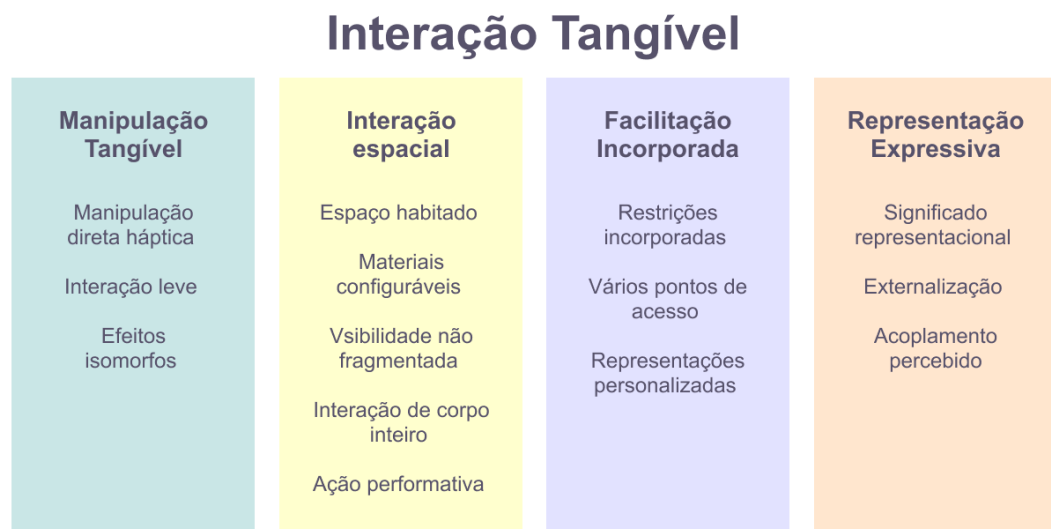 Interação Tangível
Manipulação
Tangível
Manipulação
direta háptica
Interação leve
Efeitos
isomorfos
Interação
espacial
Espaço habitado
Materiais
configuráveis
Vsibilidade não
fragmentada
Interação de corpo
inteiro
Ação performativa
Facilitação
Incorporada
Restrições
incorporadas
Vários pontos de
acesso
Representações
personalizadas
Representação
Expressiva
Significado
representacional
Externalização
Acoplamento
percebido